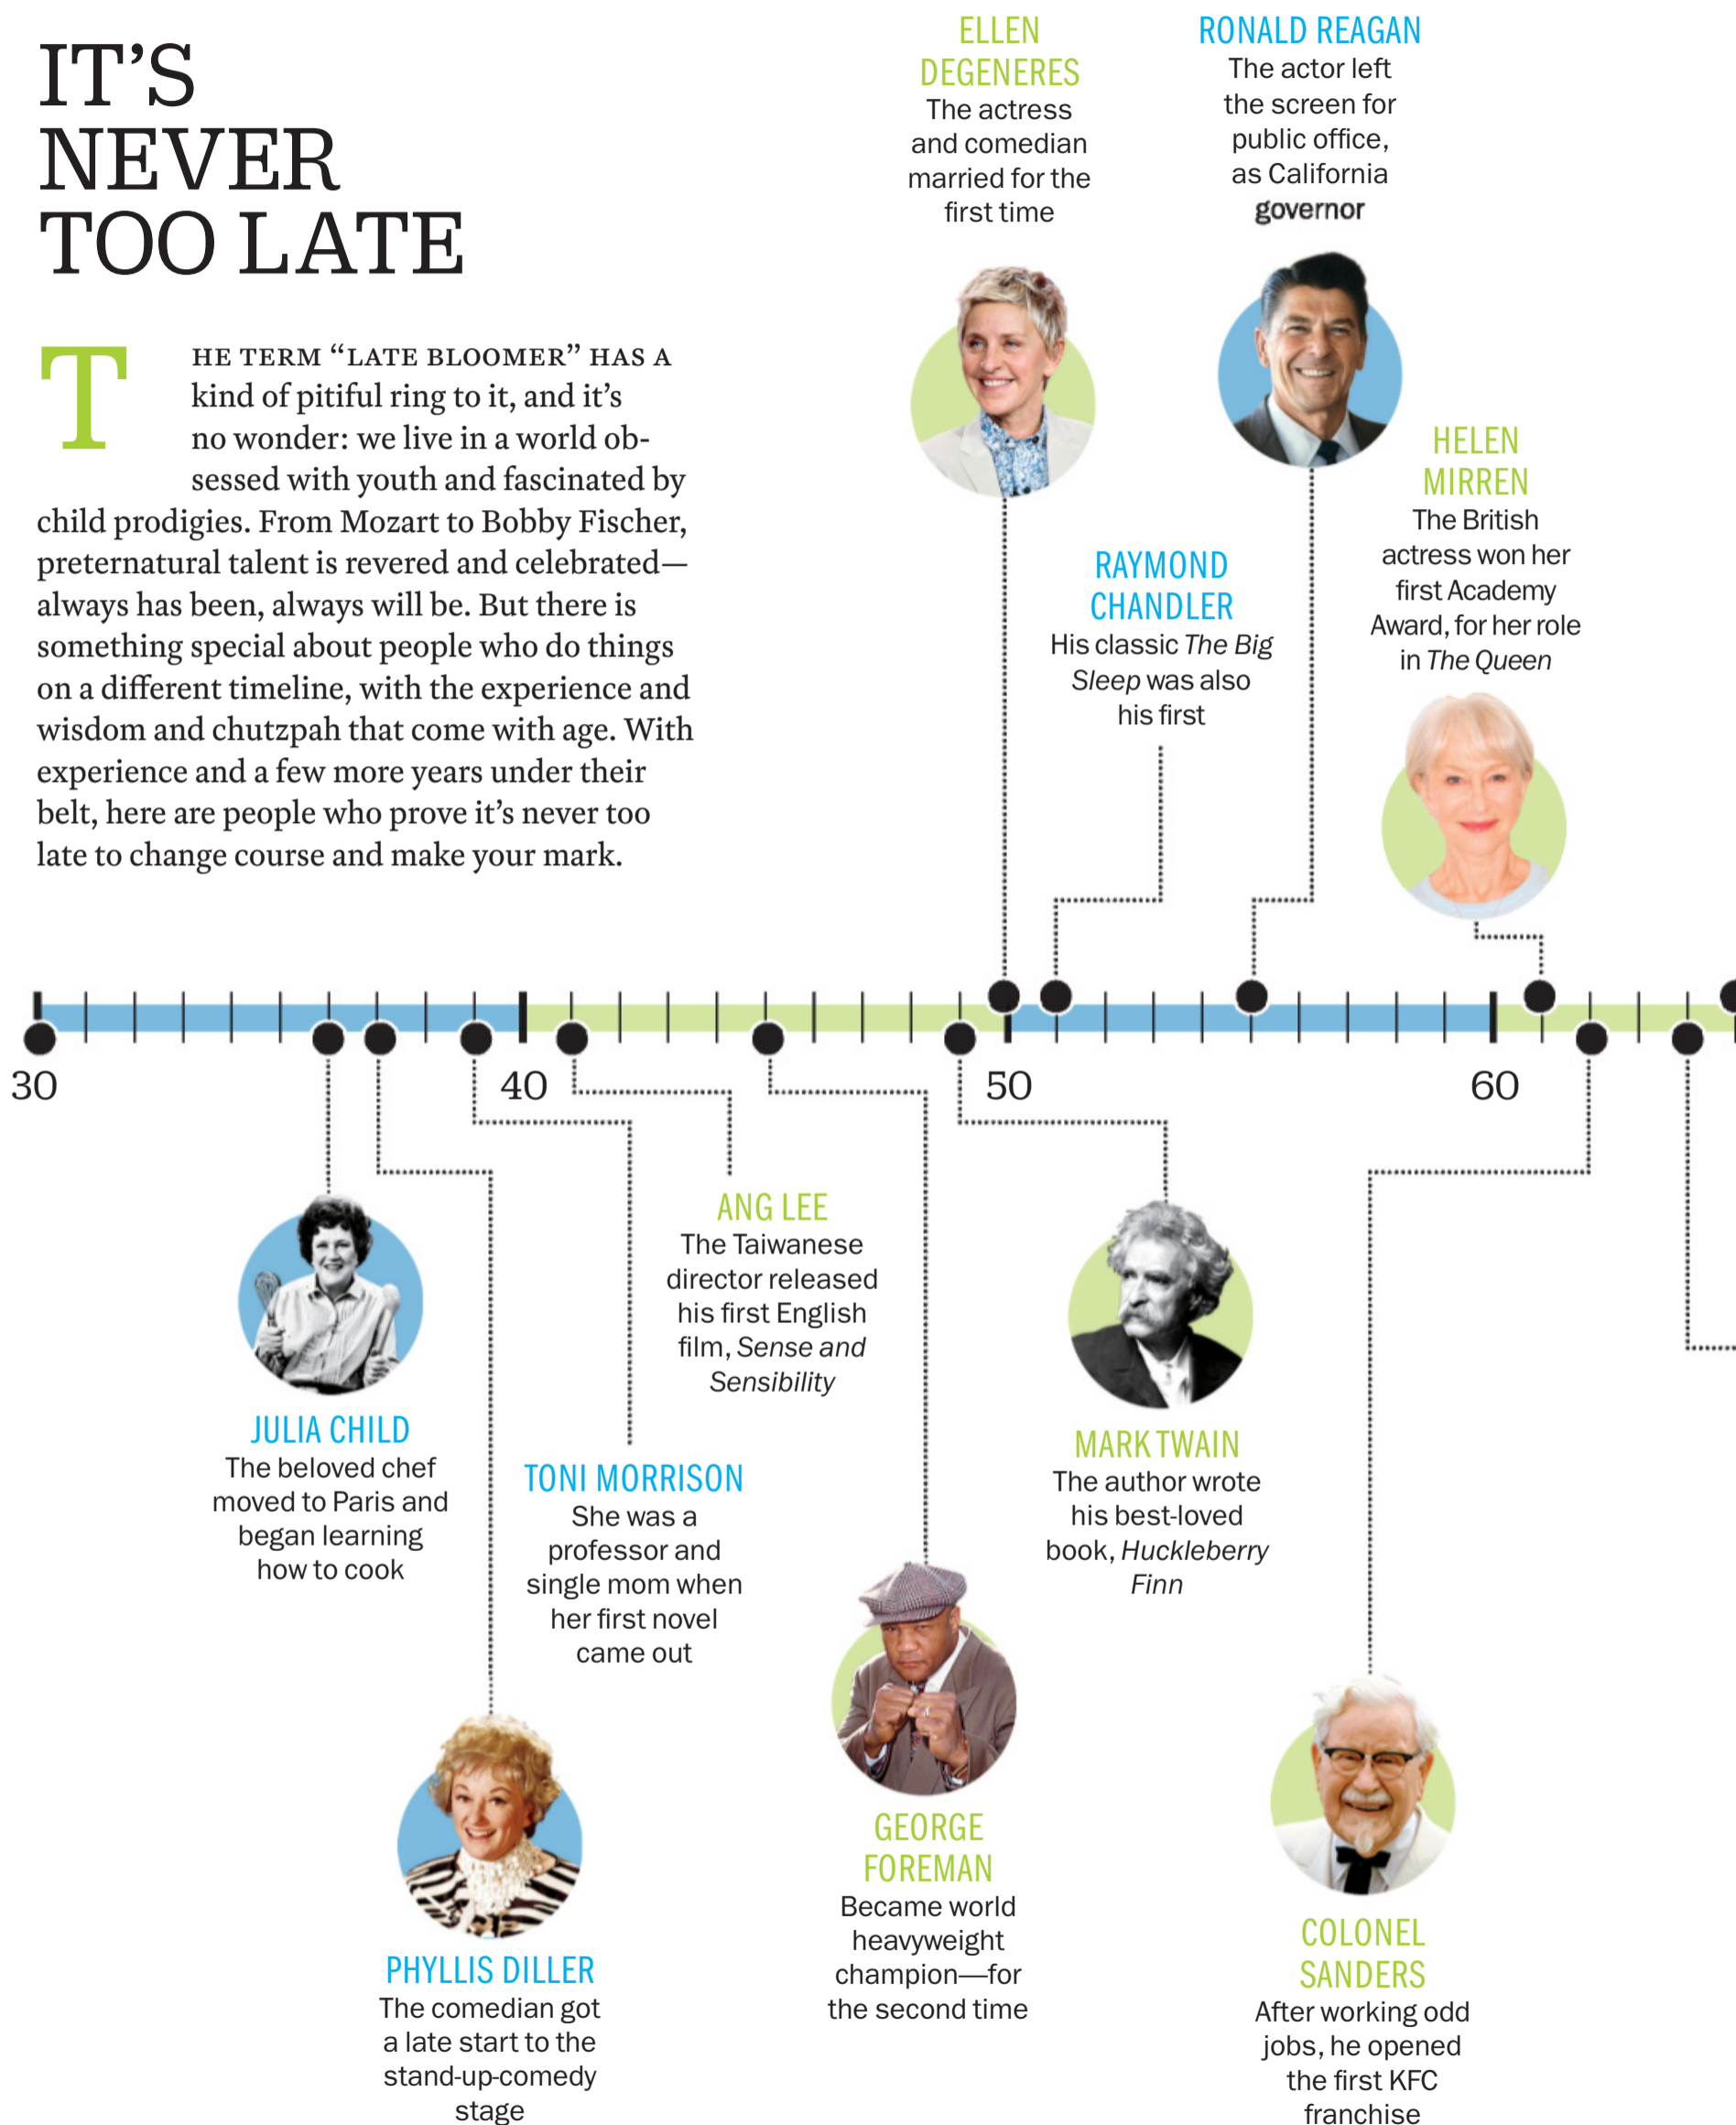 IT’S
NEVER
TOO LATE
THE TERM “LATE BLOOMER” HAS A
kind of pitiful ring to it, and it’s
no wonder: we live in a world ob-
sessed with youth and fascinated by
child prodigies. From Mozart to Bobby Fischer,
preternatural talent is revered and celebrated—
always has been, always will be. But there is
something special about people who do things
on a different timeline, with the experience and
wisdom and chutzpah that come with age. With
experience and a few more years under their
belt, here are people who prove it’s never too
late to change course and make your mark.
ELLEN
DEGENERES
The actress
and comedian
married for the
first time
RONALD REAGAN
The actor left
the screen for
public office,
as California
governor
RAYMOND
CHANDLER
His classic The Big
Sleep was also
his first
HELEN
MIRREN
The British
actress won her
first Academy
Award, for her role
in The Queen
30
40
50
60
JULIA CHILD
The beloved chef
moved to Paris and
began learning
how to cook
PHYLLIS DILLER
The comedian got
a late start to the
stand-up-comedy
stage
TONI MORRISON
She was a
professor and
single mom when
her first novel
came out
ANG LEE
The Taiwanese
director released
his first English
film, Sense and
Sensibility
GEORGE
FOREMAN
Became world
heavyweight
champion—for
the second time
MARK TWAIN
The author wrote
his best-loved
book, Huckleberry
Finn
COLONEL
SANDERS
After working odd
jobs, he opened
the first KFC
franchise